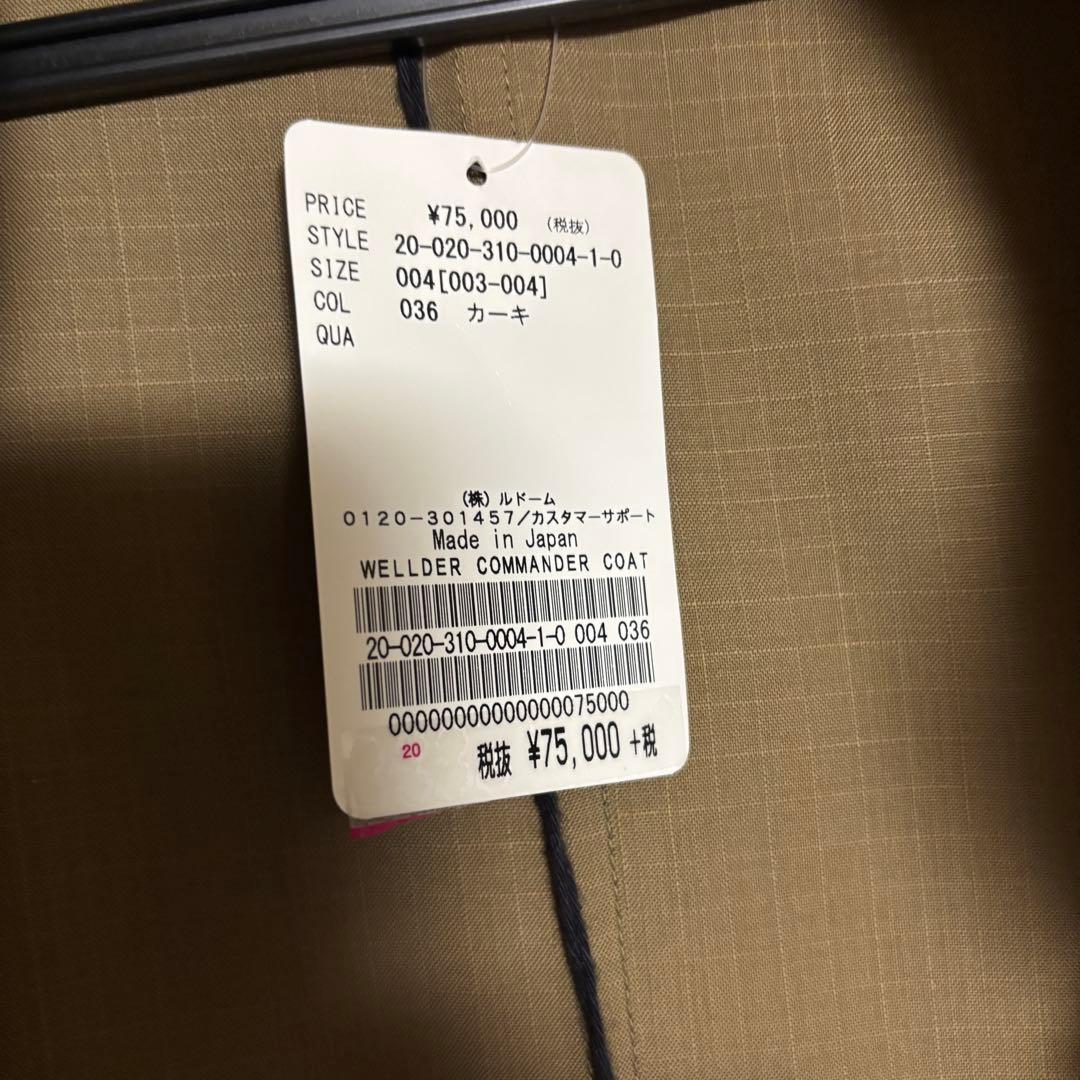 PRICE ¥75,000 (税抜)
STYLE 20-020-310-0004-1-0
SIZE 004[003-004]
COL 036 カーキ
QUA
(株)ルドーム
0120-301457/カスタマーサポート
Made in Japan
WELLDER COMMANDER COAT
20-020-310-0004-1-0 004 036
00000000000000075000
20 税抜 ¥75,000 +税